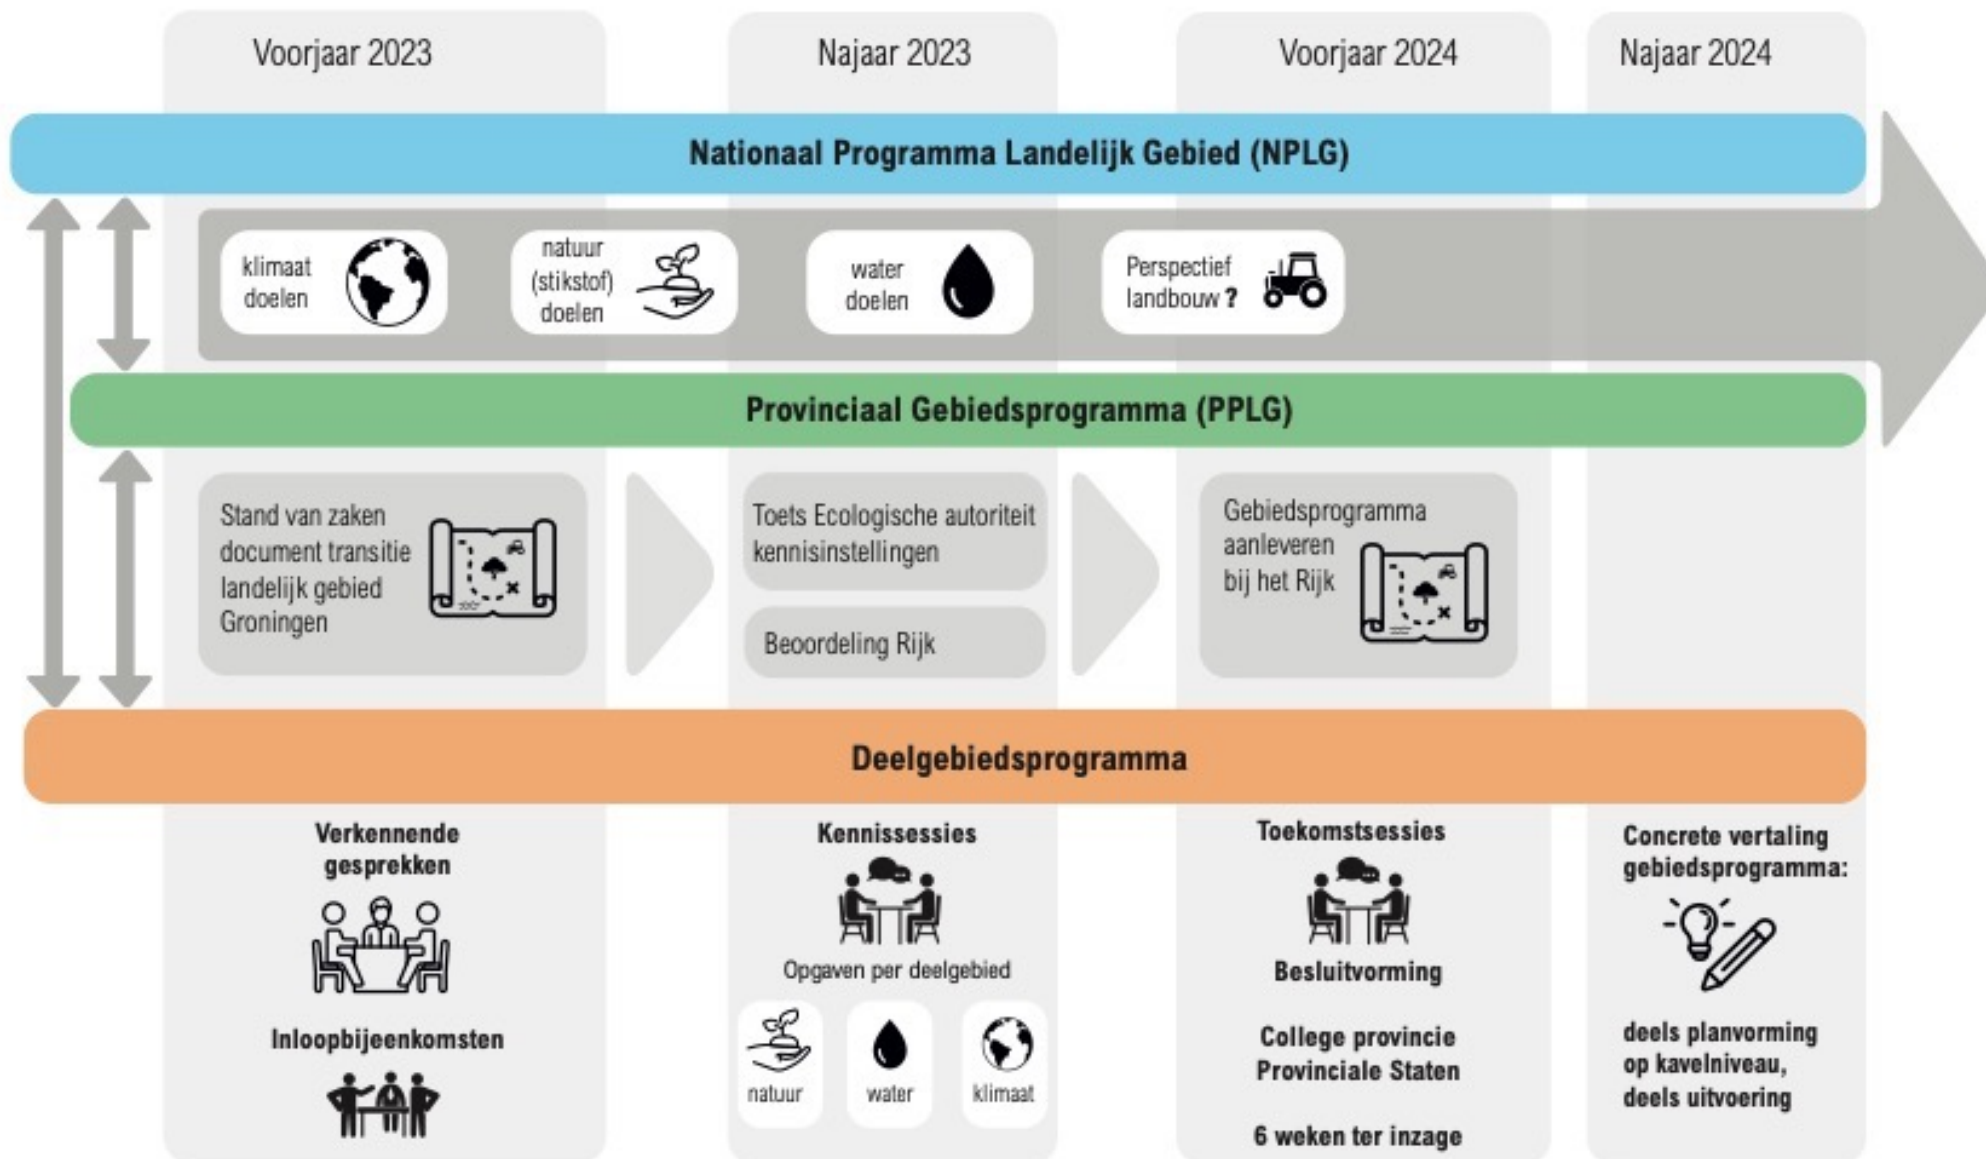 Voorjaar 2023
Najaar 2023
Voorjaar 2024
Najaar 2024
Nationaal Programma Landelijk Gebied (NPLG)
klimaat
doelen
natuur
(stikstof)
doelen
water
doelen
Perspectief
landbouw ?
Provinciaal Gebiedsprogramma (PPLG)
Stand van zaken
document transitie
landelijk gebied
Groningen
Toets Ecologische autoriteit
kennisinstellingen
Beoordeling Rijk
Gebiedsprogramma
aanleveren
bij het Rijk
Deelgebiedsprogramma
Verkennende
gesprekken
Inloopbijeenkomsten
Kennissessies
Opgaven per deelgebied
natuur
water
klimaat
Toekomstsessies
Besluitvorming
College provincie
Provinciale Staten
6 weken ter inzage
Concrete vertaling
gebiedsprogramma:
deels planvorming
op kavelniveau,
deels uitvoering